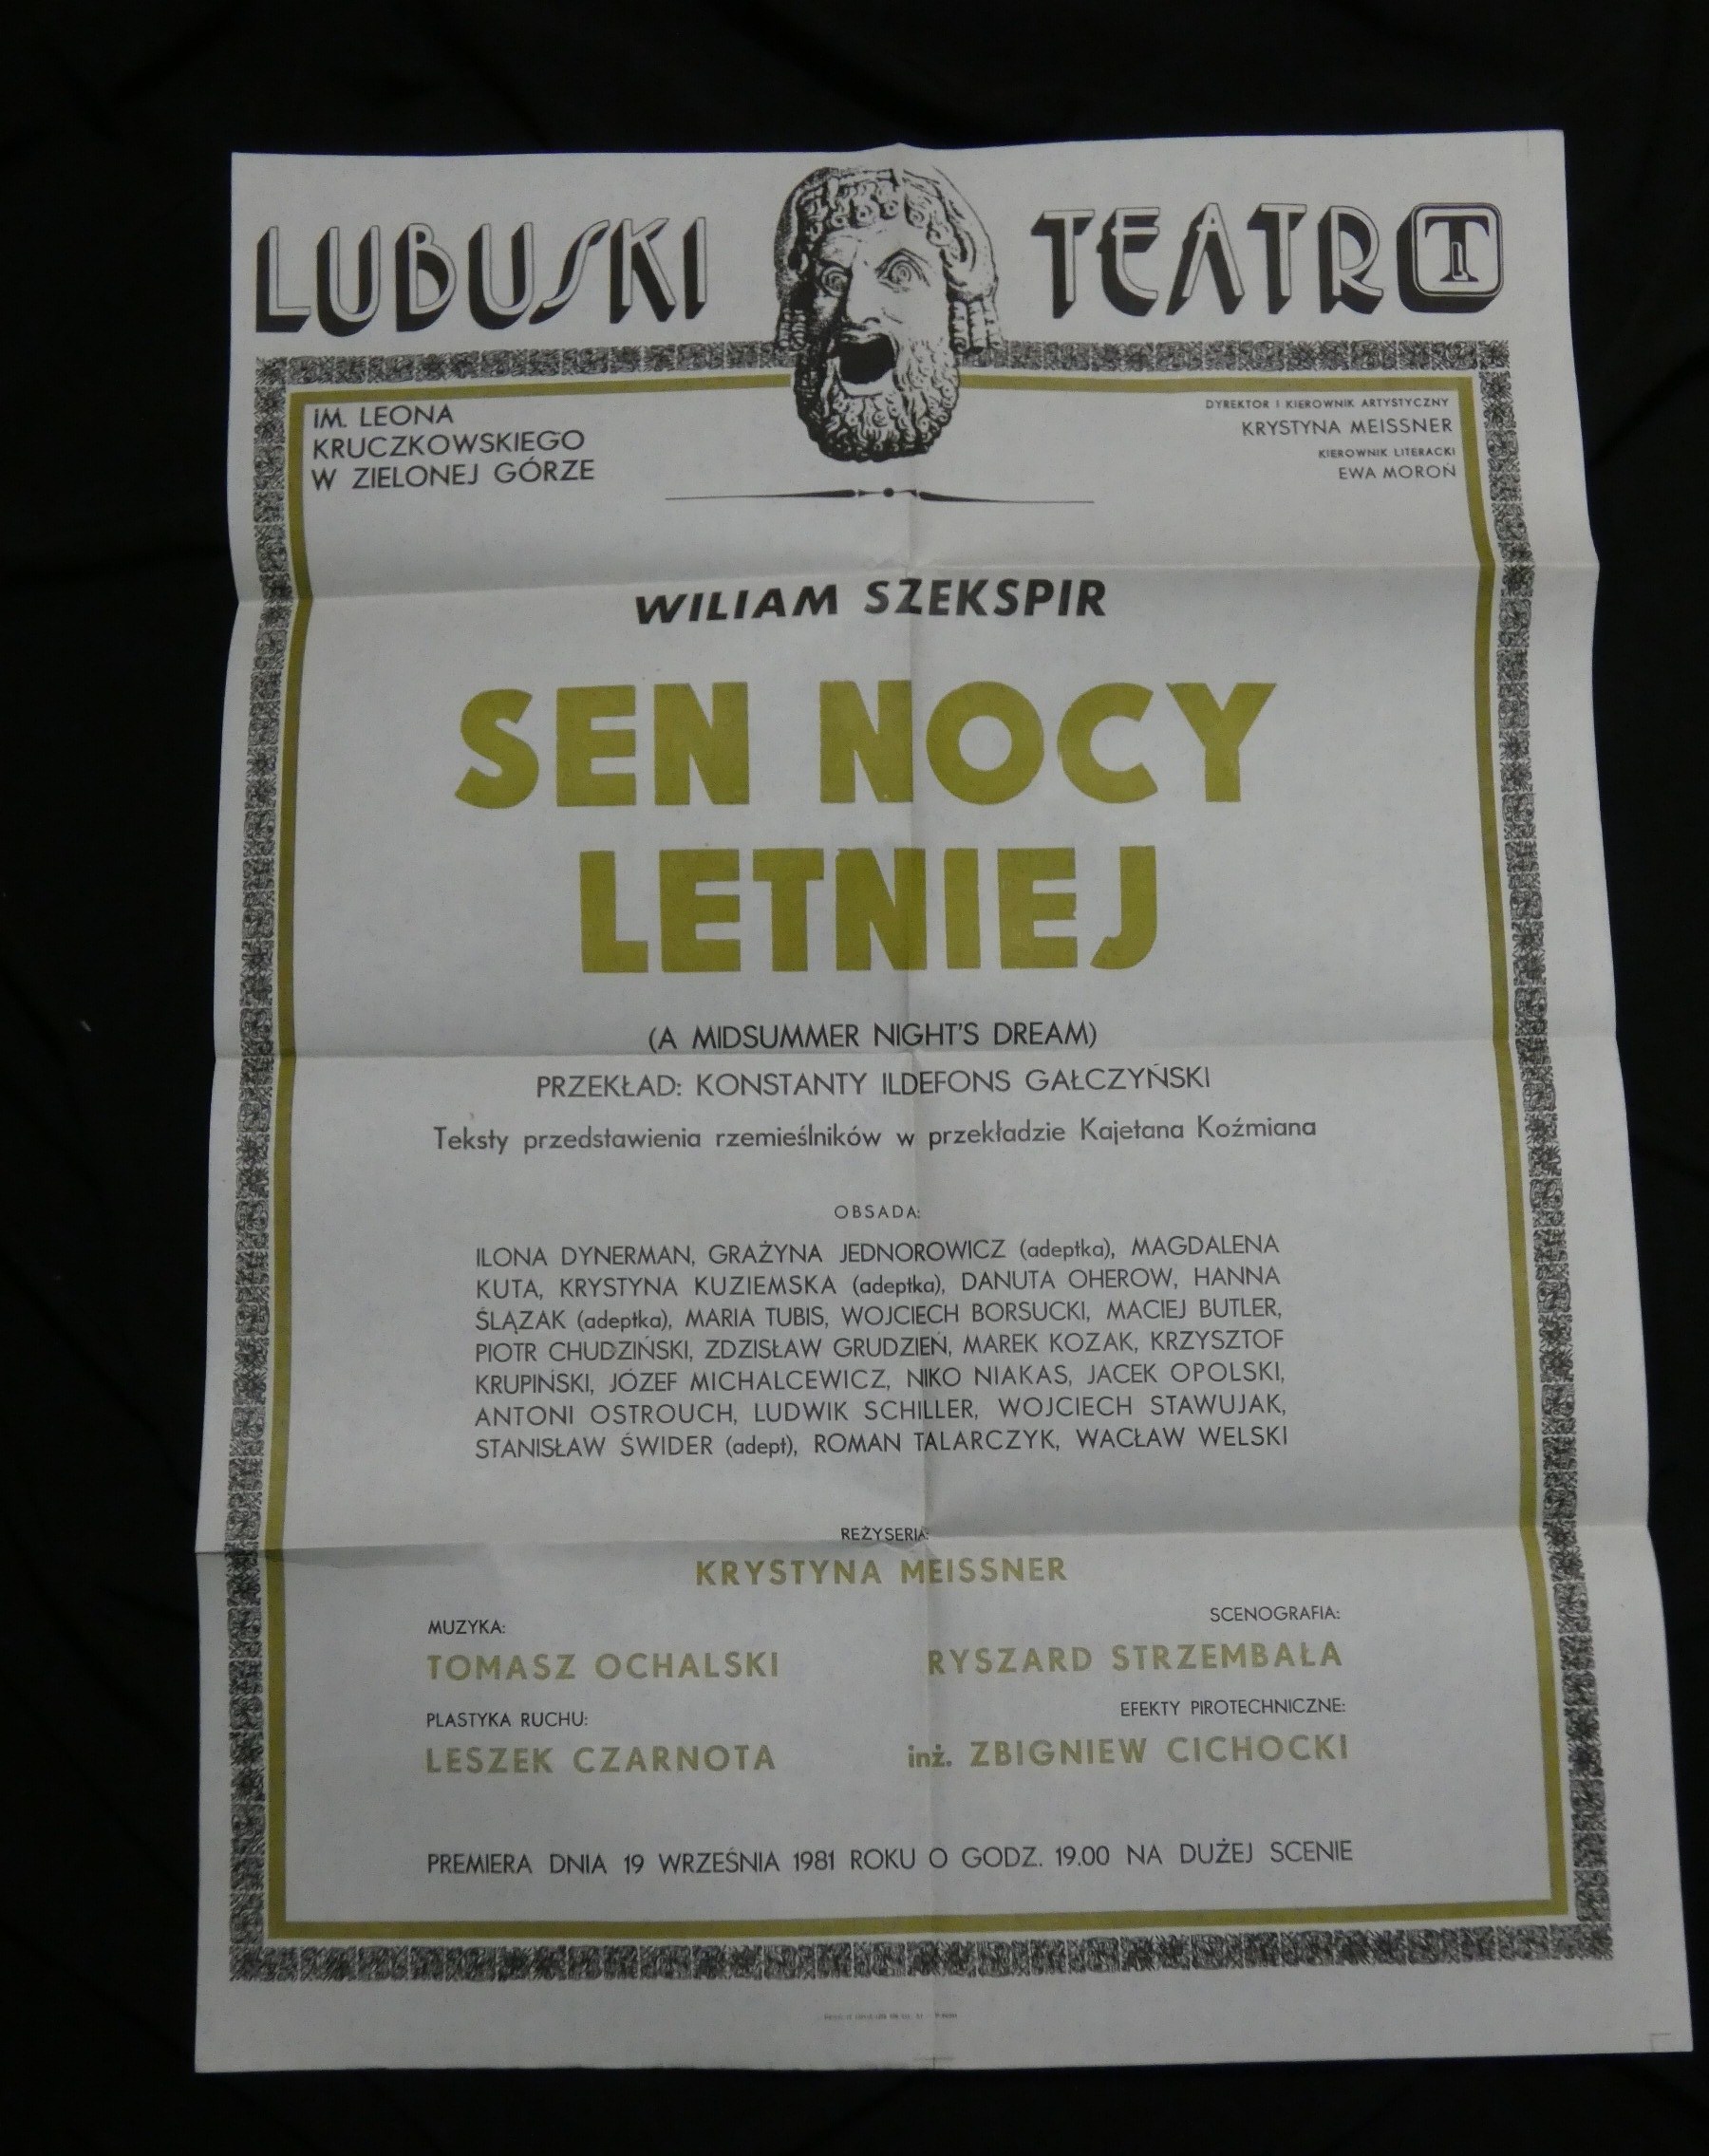 LUBUSKI TEATR
IM. LEONA
KRUCZKOWSKIEGO
W ZIELONEJ GÓRZE
DYREKTOR I KIEROWNIK ARTYSTYCZNY
KRYSTYNA MEISSNER
KIEROWNIK LITERACKI
EWA MOROŃ
WILIAM SZEKSPIR
SEN NOCY
LETNIEJ
(A MIDSUMMER NIGHT'S DREAM)
PRZEKŁAD: KONSTANTY ILDEFONS GAŁCZYŃSKI
Teksty przedstawienia rzemieślników w przekładzie Kajetana Koźmiana
OBSADA:
ILONA DYNERMAN, GRAŻYNA JEDNOROWICZ (adeptka), MAGDALENA
KUTA, KRYSTYNA KUZIEMSKA (adeptka), DANUTA OHEROW, HANNA
ŚLĄZAK (adeptka), MARIA TUBIS, WOJCIECH BORSUCKI, MACIEJ BUTLER,
PIOTR CHUDZIŃSKI, ZDZISŁAW GRUDZIEŃ, MAREK KOZAK, KRZYSZTOF
KRUPIŃSKI, JÓZEF MICHALCEWICZ, NIKO NIAKAS, JACEK OPOLSKI,
ANTONI OSTROUCH, LUDWIK SCHILLER, WOJCIECH STAWUJAK,
STANISŁAW ŚWIDER (adept), ROMAN TALARCZYK, WACŁAW WELSKI
REŻYSERIA:
KRYSTYNA MEISSNER
MUZYKA:
TOMASZ OCHALSKI
SCENOGRAFIA:
RYSZARD STRZEMBAŁA
PLASTYKA RUCHU:
LESZEK CZARNOTA
EFEKTY PIROTECHNICZNE:
inż. ZBIGNIEW CICHOCKI
PREMIERA DNIA 19 WRZEŚNIA 1981 ROKU O GODZ. 19.00 NA DUŻEJ SCENIE